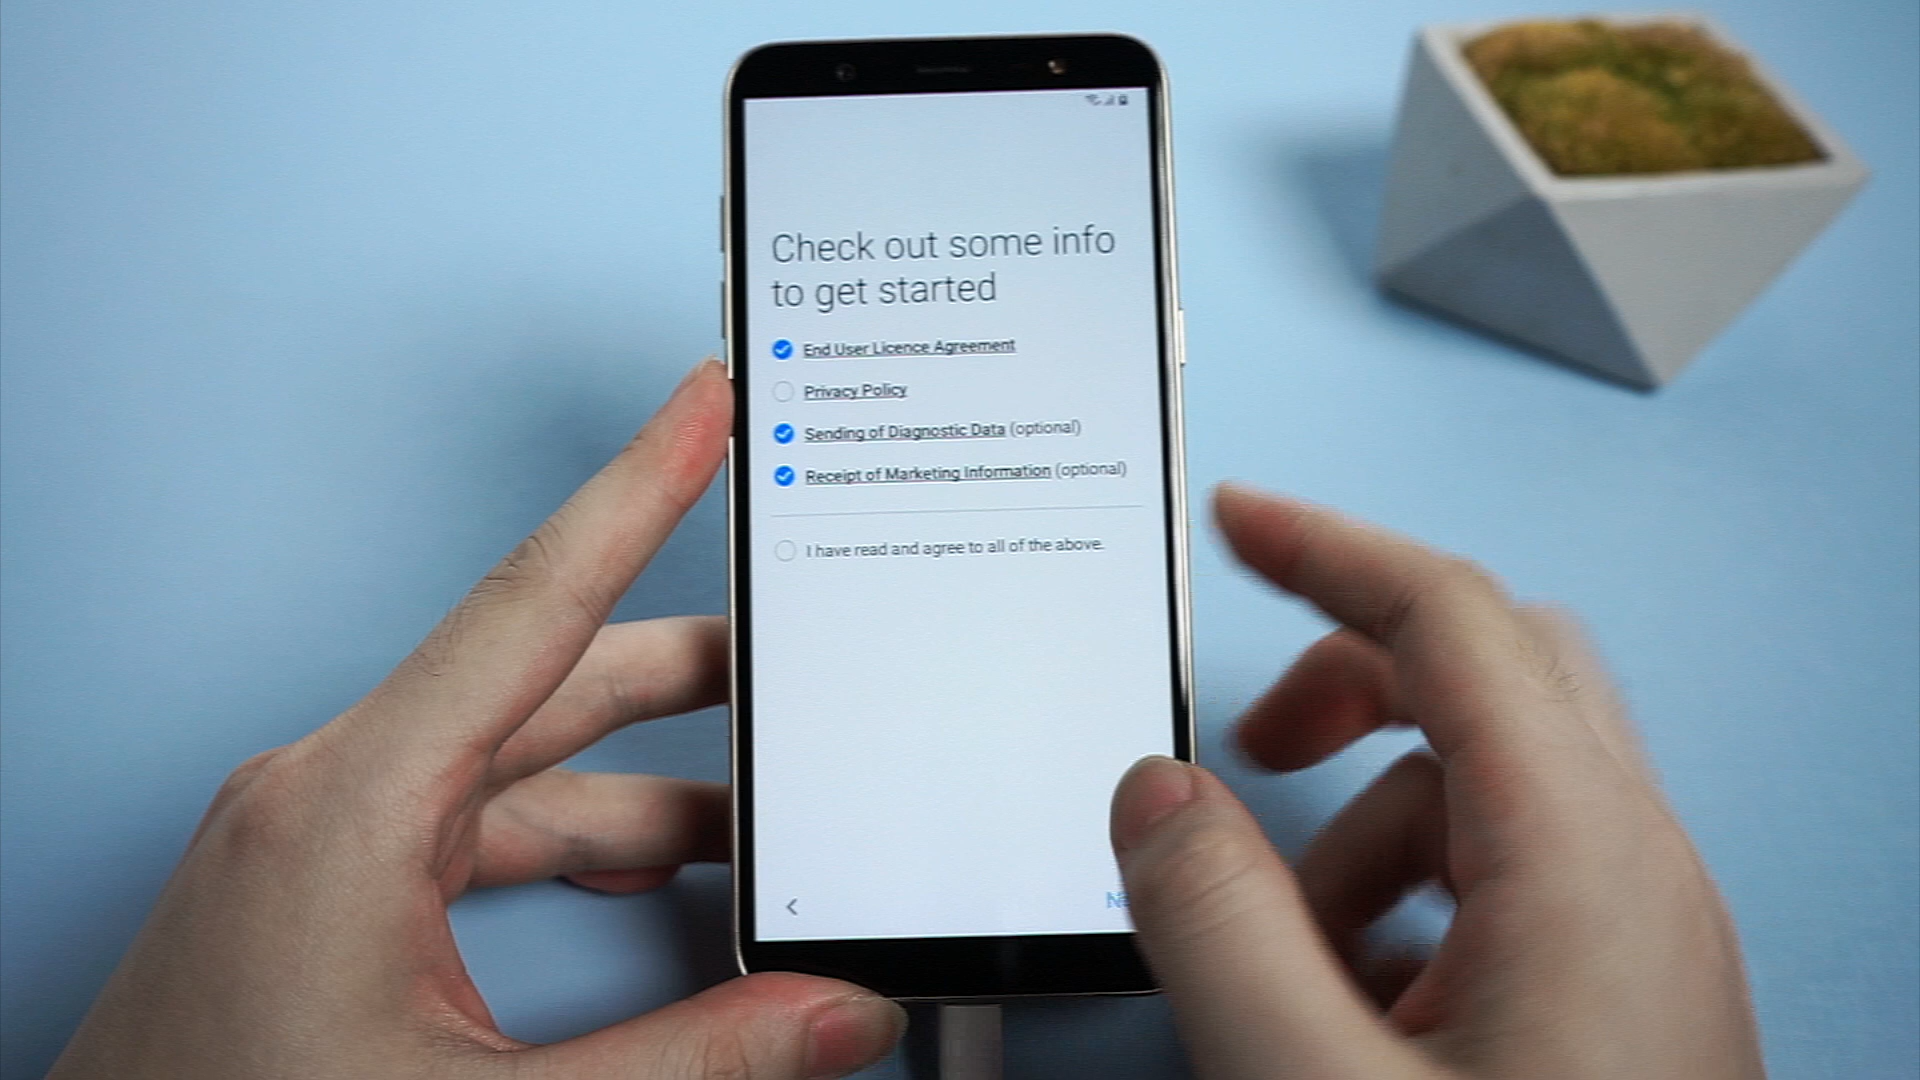 Check out some info
to get started
End User Licence Agreement
Privacy Policy
Sending of Diagnostic Data (optional)
Receipt of Marketing Information (optional)
I have read and agree to all of the above.